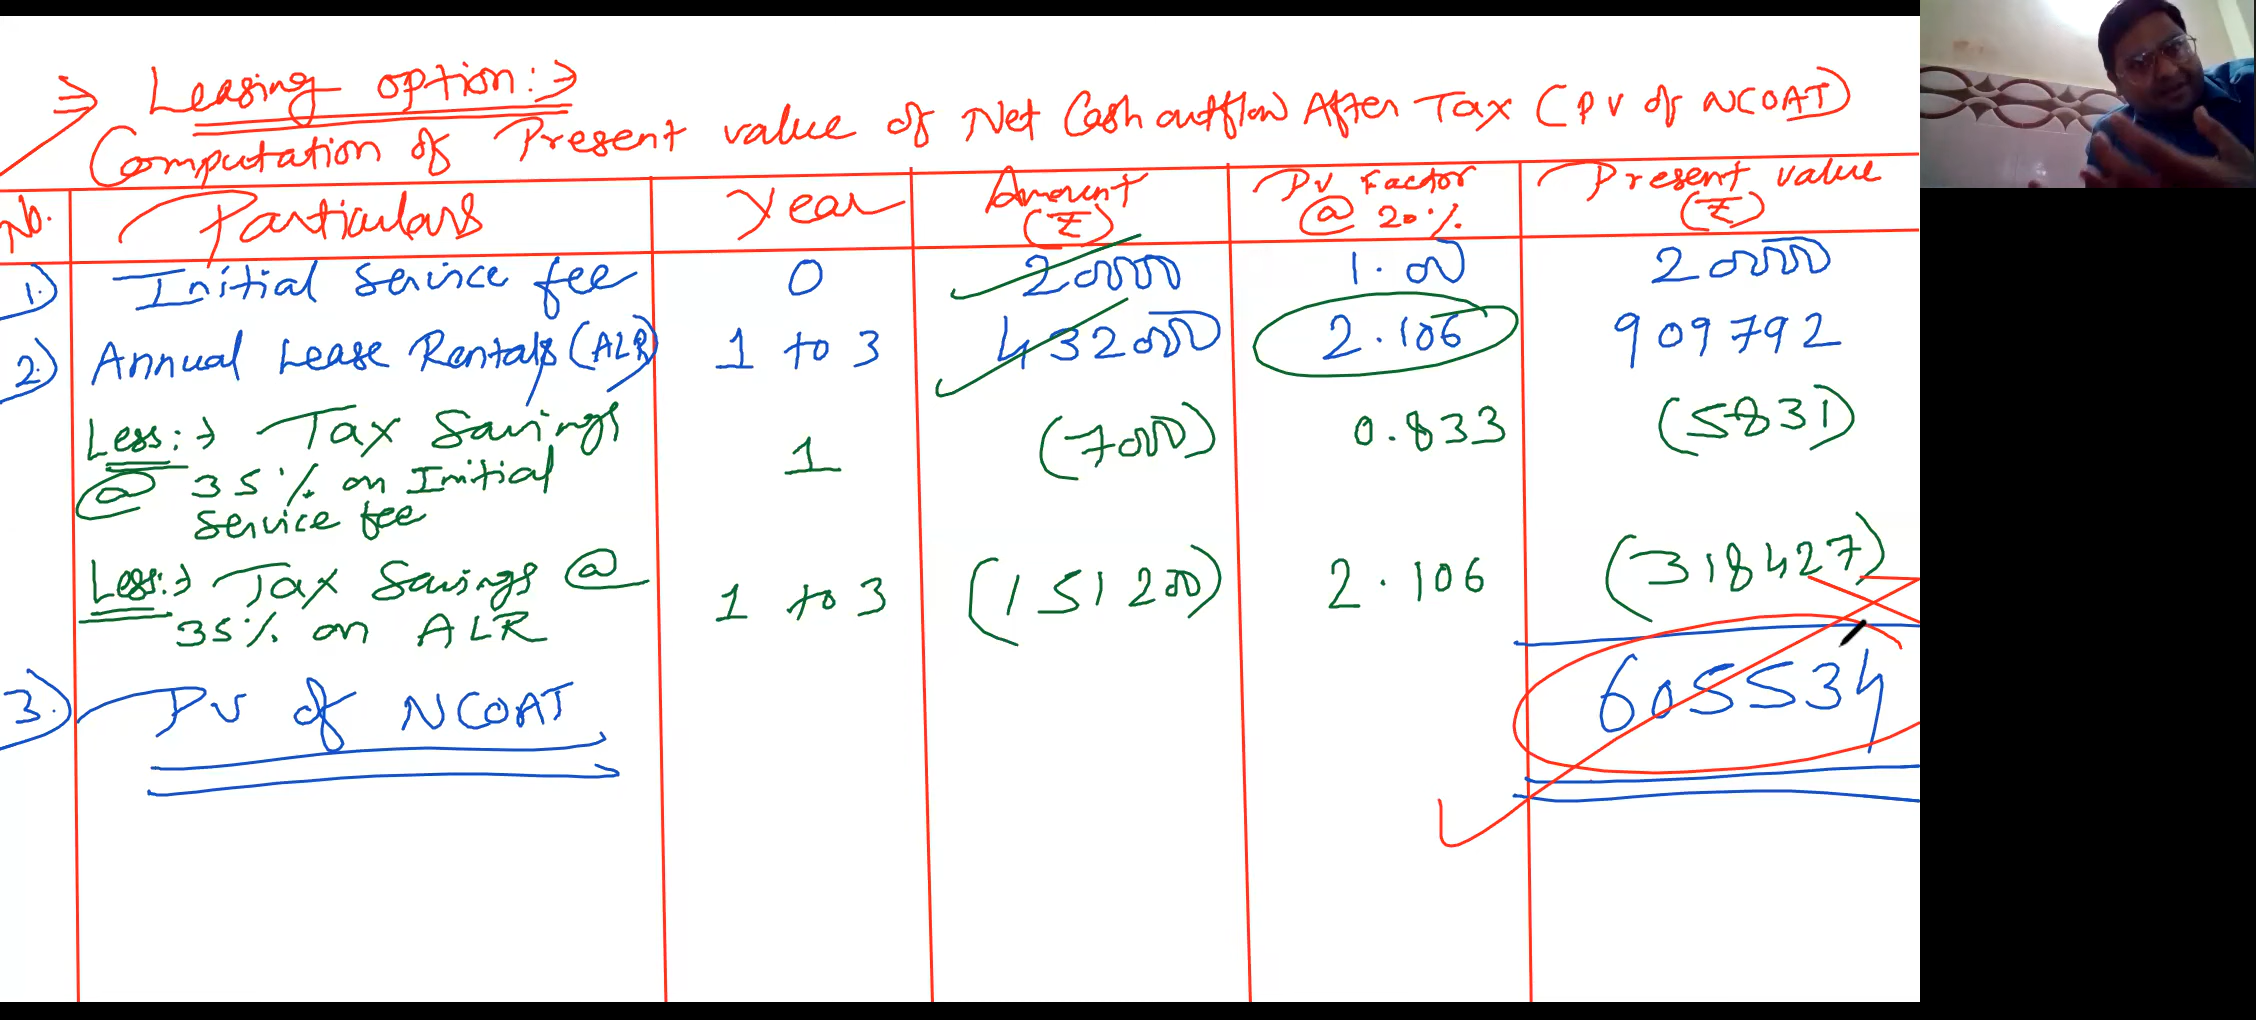 ⇒ Leasing option:→
Computation of Present value of Net Cash outflow After Tax (PV of NCOAT)
No. Particulars Year Amount (₹) PV Factor @ 20% Present value (₹)
1.) Initial Service fee 0 20000 1.00 20000
2.) Annual Lease Rentals (ALR) 1 to 3 432000 2.106 909792
Less:→ Tax Savings 1 (7000) 0.833 (5831)
@ 35% on Initial
Service fee
Less:→ Tax Savings @ 1 to 3 (151200) 2.106 (318427)
35% on ALR
3.) PV of NCOAT 605534